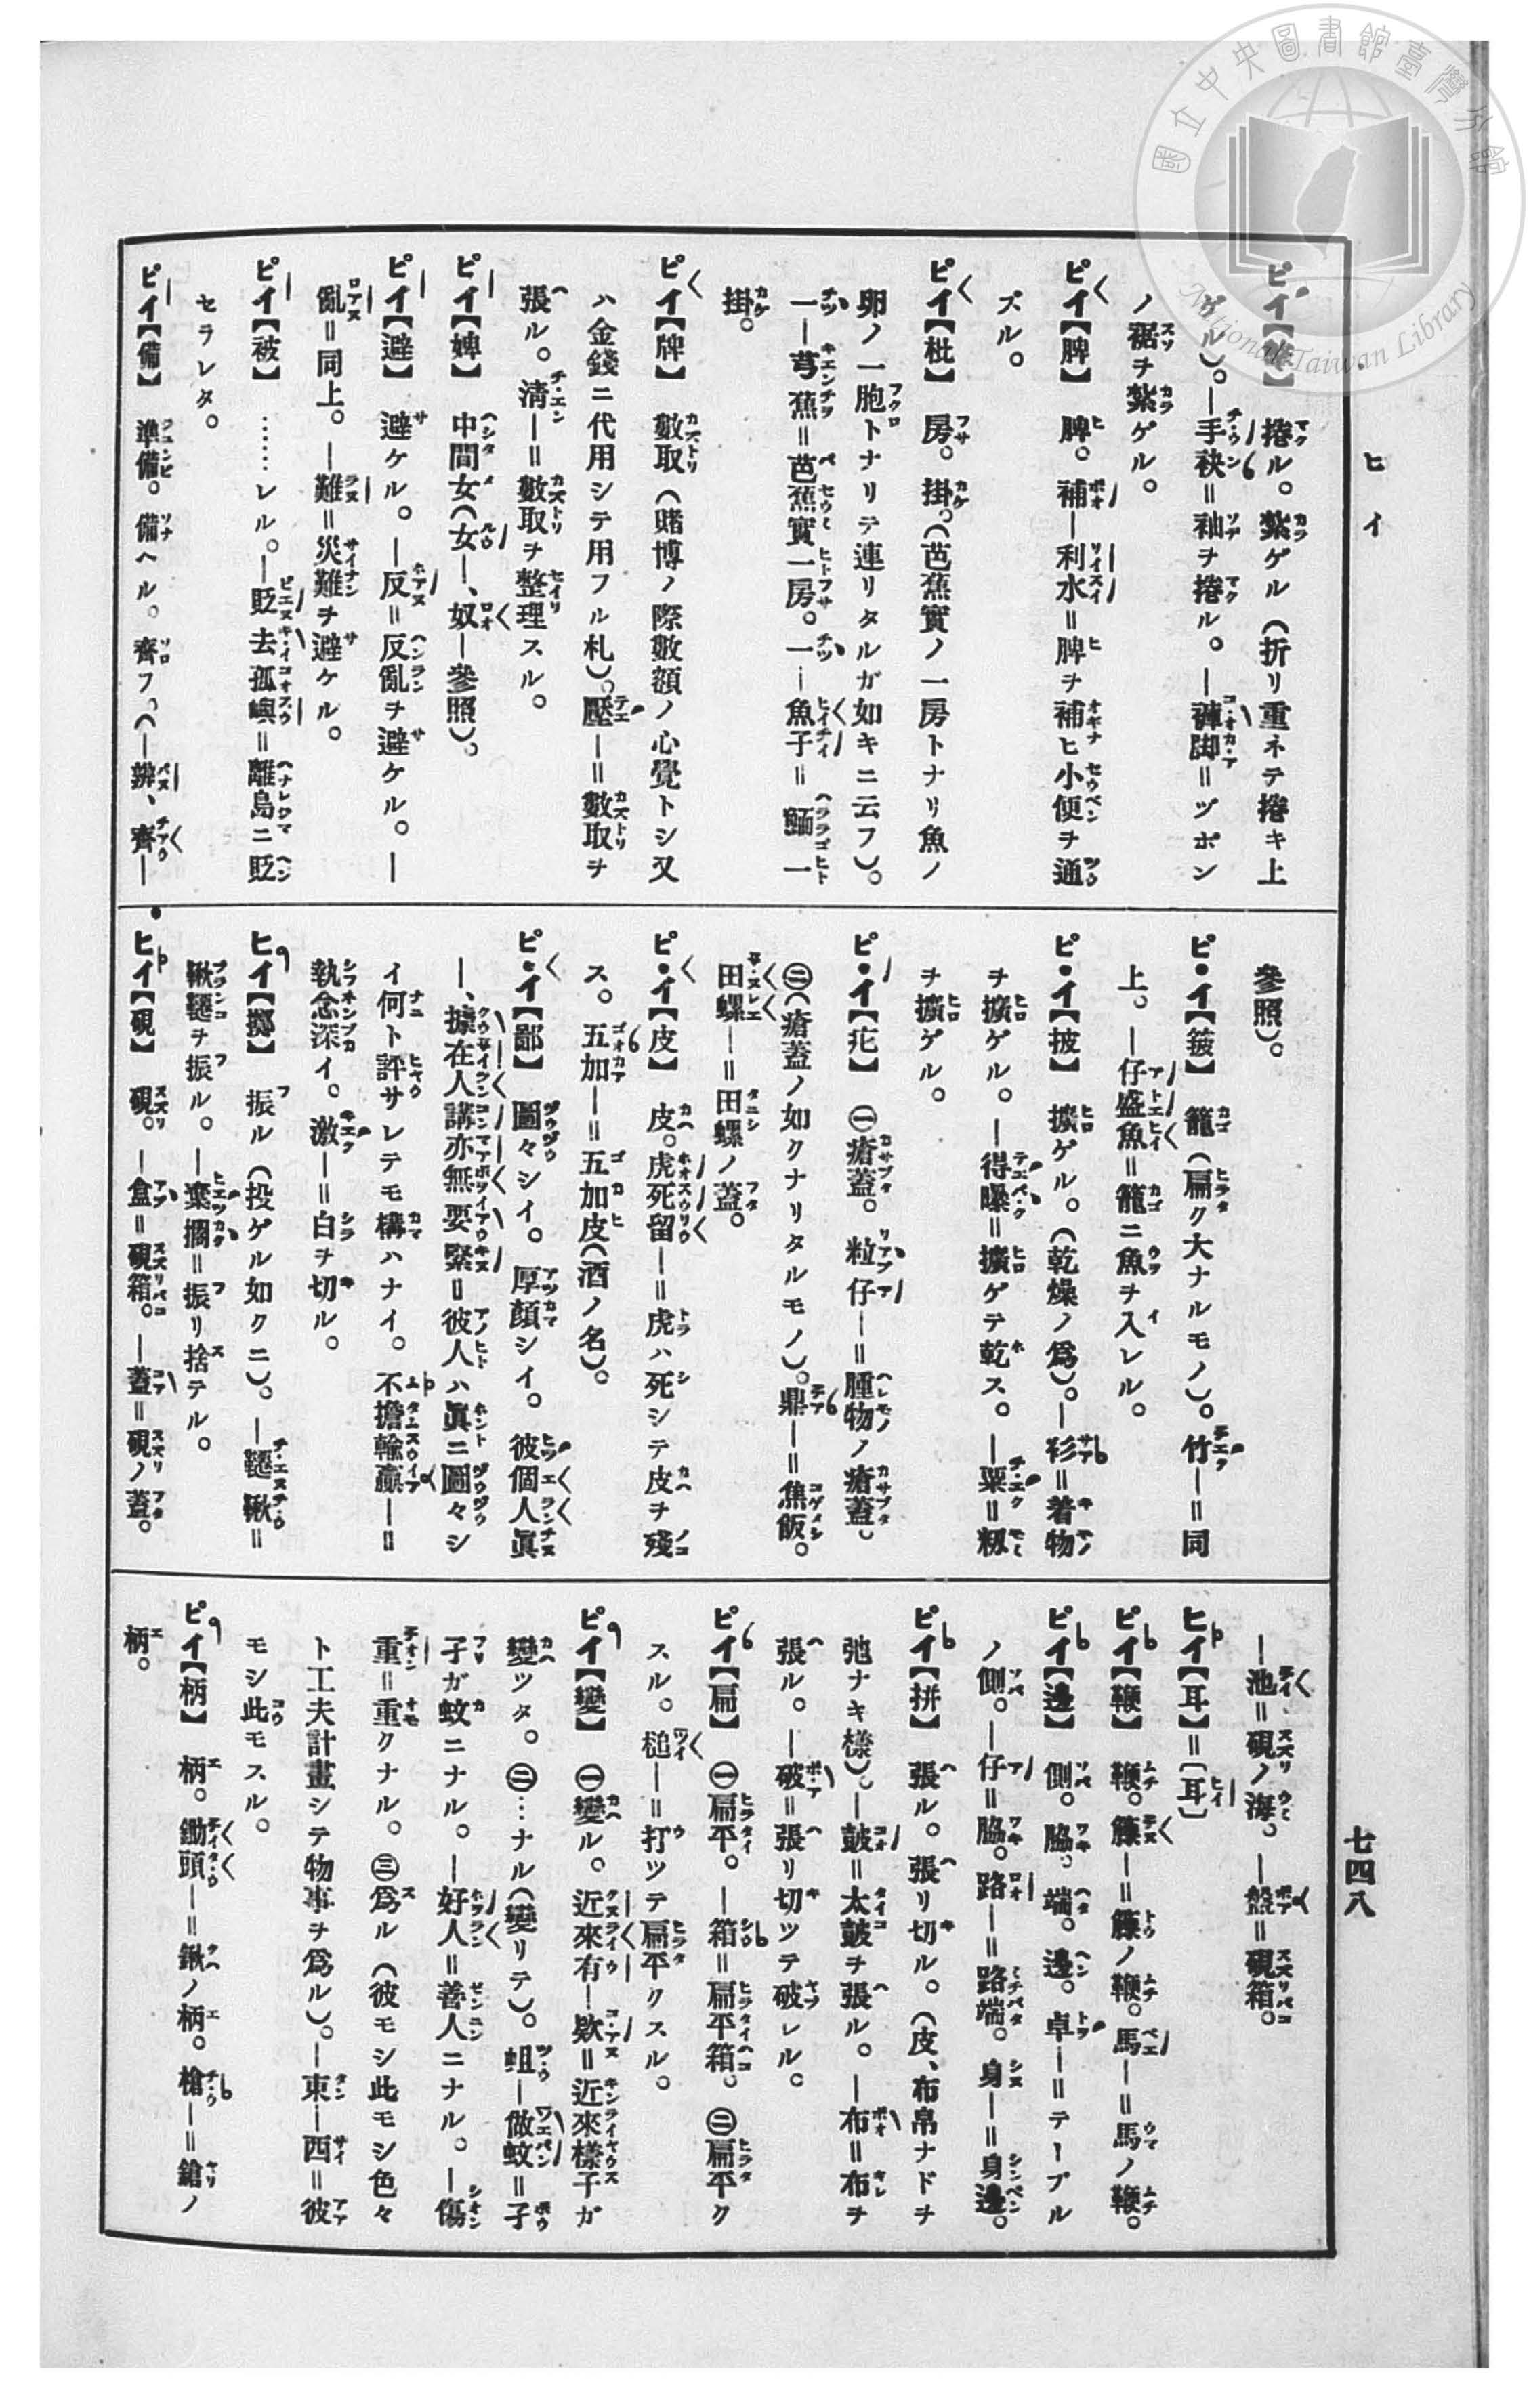 ヒイ
七四八
捲ル。紮ゲル（折リ重ネテ捲キ上
ゲル）。—手袂＝袖ヲ捲ル。—褲脚＝ヅボン
ノ裾ヲ紮ゲル。
ピイ【脾】 脾。補—利水＝脾ヲ補ヒ小便ヲ通
ズル。
ピイ【枇】 房。掛。（芭蕉實ノ一房トナリ魚ノ
卵ノ一胞トナリテ連リタルガ如キニ云フ）。
一—芎蕉＝芭蕉實一房。一—魚子＝鯆一
掛。
ピイ【牌】 數取（賭博ノ際數額ノ心覺トシ又
ハ金錢ニ代用シテ用フル札）。壓—＝數取ヲ
張ル。淸—＝數取ヲ整理スル。
ピイ【婢】 中間女（女—、奴—參照）。
ピイ【避】 避ケル。—反＝反亂ヲ避ケル。—
亂＝同上。—難＝災難ヲ避ケル。
ピイ【被】 ……レル。—貶去孤嶼＝離島ニ貶
セラレタ。
ピイ【備】 準備。備ヘル。齊フ。（—辨、齊—
參照）。
ピ・イ【𥯡】 籠（扁ク大ナルモノ）。竹—＝同
上。—仔盛魚＝籠ニ魚ヲ入レル。
ピ・イ【披】 擴ゲル。（乾燥ノ爲）。—衫＝着物
ヲ擴ゲル。—得曝＝擴ゲテ乾ス。—粟＝籾
ヲ擴ゲル。
ピ・イ【疕】 ㊀瘡蓋。粒仔—＝腫物ノ瘡蓋。
㊁（瘡蓋ノ如クナリタルモノ）。鼎—＝焦飯。
田螺—＝田螺ノ蓋。
ピ・イ【皮】 皮。虎死留—＝虎ハ死シテ皮ヲ殘
ス。五加—＝五加皮（酒ノ名）。
ピ・イ【鄙】 圖々シイ。厚顏シイ。彼個人眞
—、據在人講亦無要緊＝彼人ハ眞ニ圖々シ
イ何ト評サレテモ構ハナイ。不擔輸贏—＝
執念深イ。激—＝白ヲ切ル。
ヒイ【擲】 振ル（投ゲル如クニ）。—韆鞦＝
鞦韆ヲ振ル。—棄捆＝振リ捨テル。
ヒイ【硯】 硯。—盒＝硯箱。—蓋＝硯ノ蓋。
—池＝硯ノ海。—盤＝硯箱。
ヒイ【耳】＝〔耳〕
ピイ【鞭】 鞭。籐—＝籐ノ鞭。馬—＝馬ノ鞭。
ピイ【邊】 側。脇。端。邊。卓—＝テーブル
ノ側。—仔＝脇。路—＝路端。身—＝身邊。
ピイ【拼】 張ル。張リ切ル。（皮、布帛ナドヲ
弛ナキ樣）。—鼓＝太鼓ヲ張ル。—布＝布ヲ
張ル。—破＝張リ切ツテ破レル。
ピイ【扁】 ㊀扁平。—箱＝扁平箱。㊁扁平ク
スル。槌—＝打ツテ扁平クスル。
ピイ【變】 ㊀變ル。近來有—欵＝近來樣子ガ
變ツタ。㊁…ナル（變リテ）。蛆—做蚊＝孑
孑ガ蚊ニナル。—好人＝善人ニナル。—傷
重＝重クナル。㊂爲ル（彼モシ此モシ色々
ト工夫計畫シテ物事ヲ爲ル）。—東—西＝彼
モシ此モスル。
ピイ【柄】 柄。鋤頭—＝鍬ノ柄。槍—＝鎗ノ
柄。
國立中央圖書館臺灣分館
National Taiwan Library